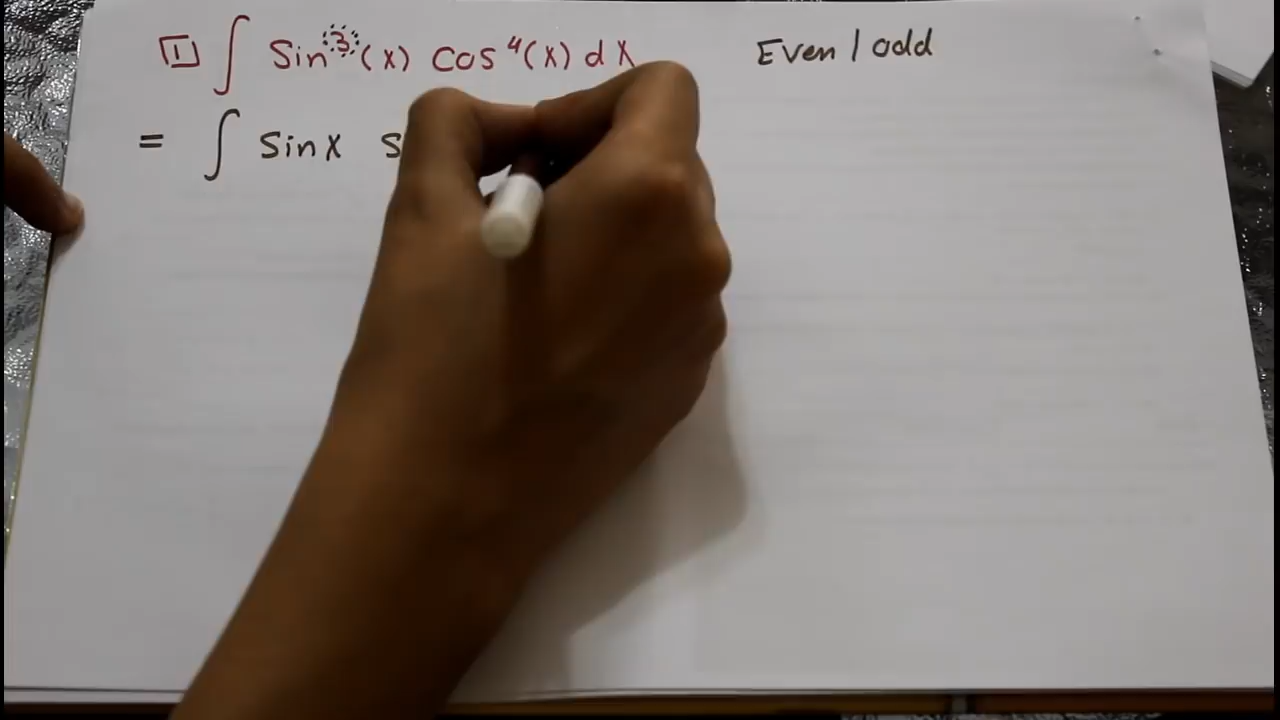 1 ∫ Sin³(x) Cos⁴(x) dx Even / odd
= ∫ Sinx s